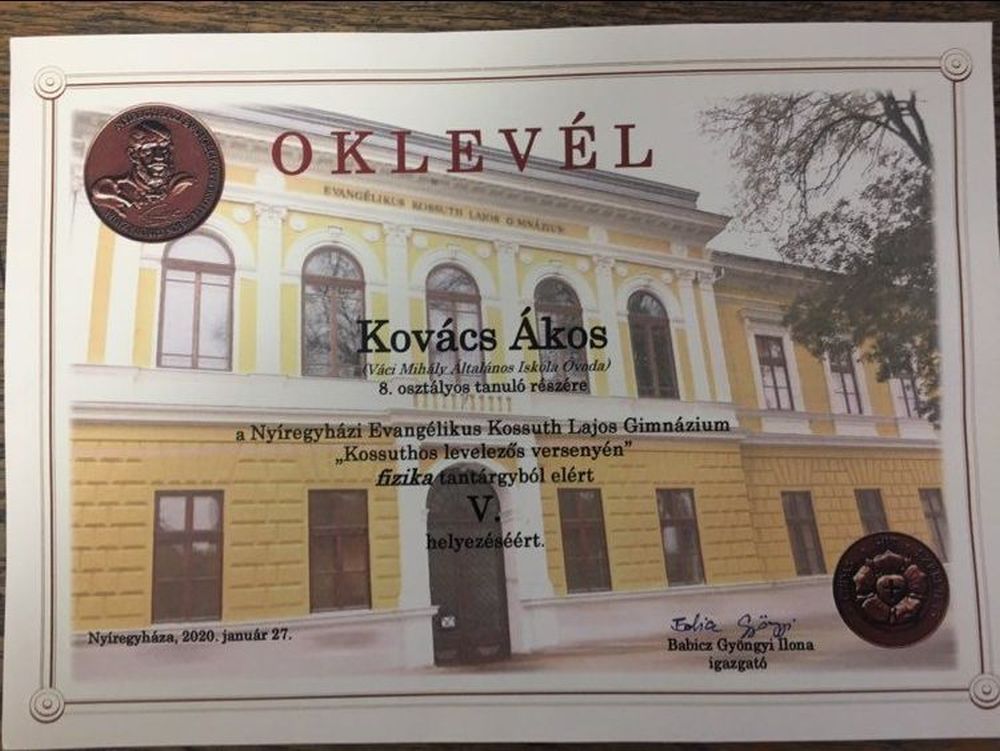 OKLEVÉL
EVANGÉLIKUS KOSSUTH LAJOS GIMNÁZIUM
Kovács Ákos
(Váci Mihály Általános Iskola Óvoda)
8. osztályos tanuló részére
a Nyíregyházi Evangélikus Kossuth Lajos Gimnázium
„Kossuthos levelezős versenyén”
fizika tantárgyból elért
V.
helyezéséért.
Nyíregyháza, 2020. január 27.
Babicz Gyöngyi Ilona
igazgató